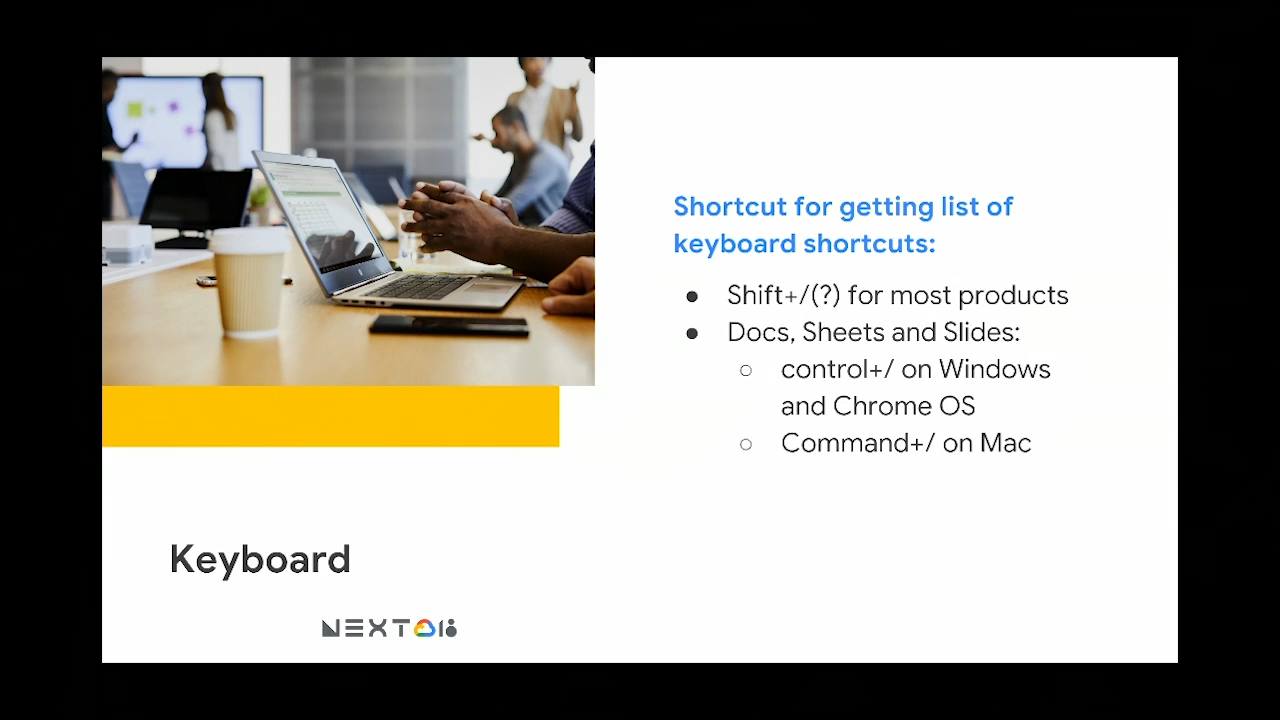 Shortcut for getting list of
keyboard shortcuts:
● Shift+/(?) for most products
● Docs, Sheets and Slides:
○ control+/ on Windows
and Chrome OS
○ Command+/ on Mac
Keyboard
NEXT 18